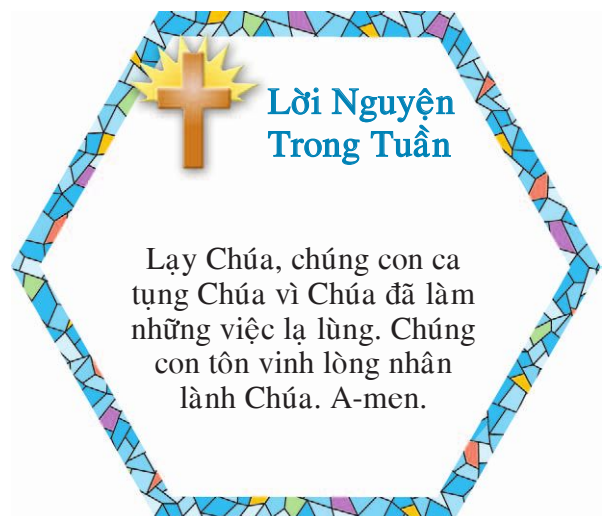 Lời Nguyện
Trong Tuần
Lạy Chúa, chúng con ca
tụng Chúa vì Chúa đã làm
những việc lạ lùng. Chúng
con tôn vinh lòng nhân
lành Chúa. A-men.